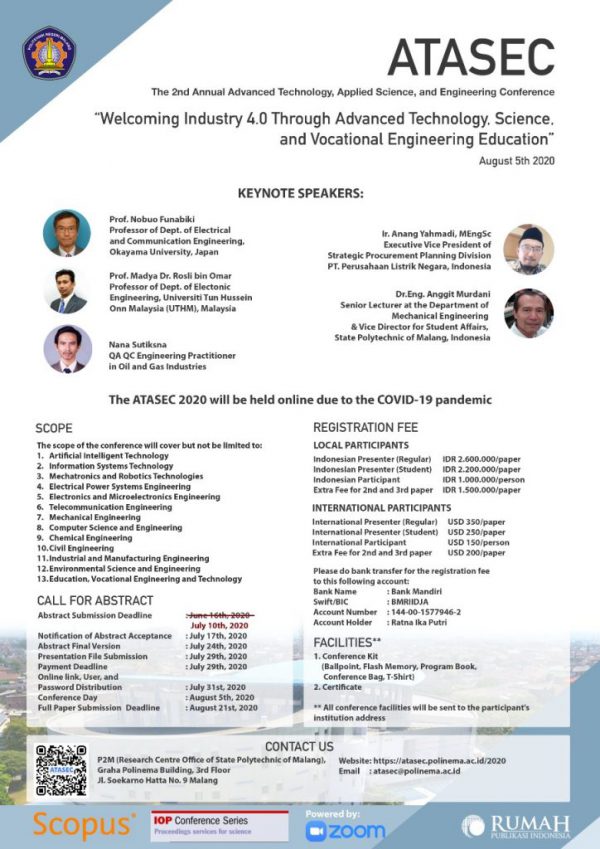 ATASEC
The 2nd Annual Advanced Technology, Applied Science, and Engineering Conference
"Welcoming Industry 4.0 Through Advanced Technology, Science,
and Vocational Engineering Education"
August 5th 2020
KEYNOTE SPEAKERS:
Prof. Nobuo Funabiki
Professor of Dept. of Electrical
and Communication Engineering,
Okayama University, Japan
Prof. Madya Dr. Rosli bin Omar
Professor of Dept. of Electonic
Engineering, Universiti Tun Hussein
Onn Malaysia (UTHM), Malaysia
Nana Sutiksna
QA QC Engineering Practitioner
in Oil and Gas Industries
Ir. Anang Yahmadi, MEngSc
Executive Vice President of
Strategic Procurement Planning Division
PT. Perusahaan Listrik Negara, Indonesia
Dr.Eng. Anggit Murdani
Senior Lecturer at the Department of
Mechanical Engineering
& Vice Director for Student Affairs,
State Polytechnic of Malang, Indonesia
The ATASEC 2020 will be held online due to the COVID-19 pandemic
SCOPE
The scope of the conference will cover but not be limited to:
1. Artificial Intelligent Technology
2. Information Systems Technology
3. Mechatronics and Robotics Technologies
4. Electrical Power Systems Engineering
5. Electronics and Microelectronics Engineering
6. Telecommunication Engineering
7. Mechanical Engineering
8. Computer Science and Engineering
9. Chemical Engineering
10.Civil Engineering
11.Industrial and Manufacturing Engineering
12.Environmental Science and Engineering
13.Education, Vocational Engineering and Technology
CALL FOR ABSTRACT
Abstract Submission Deadline : June 16th, 2020
July 10th, 2020
Notification of Abstract Acceptance : July 17th, 2020
Abstract Final Version : July 24th, 2020
Presentation File Submission : July 29th, 2020
Payment Deadline : July 29th, 2020
Online link, User, and
Password Distribution : July 31st, 2020
Conference Day : August 5th, 2020
Full Paper Submission Deadline : August 21st, 2020
REGISTRATION FEE
LOCAL PARTICIPANTS
Indonesian Presenter (Regular) IDR 2.600.000/paper
Indonesian Presenter (Student) IDR 2.200.000/paper
Indonesian Participant IDR 1.000.000/person
Extra Fee for 2nd and 3rd paper IDR 1.500.000/paper
INTERNATIONAL PARTICIPANTS
International Presenter (Regular) USD 350/paper
International Presenter (Student) USD 250/paper
International Participant USD 150/person
Extra Fee for 2nd and 3rd paper USD 200/paper
Please do bank transfer for the registration fee
to this following account:
Bank Name : Bank Mandiri
Swift/BIC : BMRIIDJA
Account Number : 144-00-1577946-2
Account Holder : Ratna Ika Putri
FACILITIES**
1. Conference Kit
(Ballpoint, Flash Memory, Program Book,
Conference Bag, T-Shirt)
2. Certificate
** All conference facilities will be sent to the participant's
institution address
CONTACT US
ATASEC
P2M (Research Centre Office of State Polytechnic of Malang),
Graha Polinema Building, 3rd Floor
Jl. Soekarno Hatta No. 9 Malang
Website: https://atasec.polinema.ac.id/2020
Email : atasec@polinema.ac.id
Scopus®
IOP Conference Series
Proceedings services for science
Powered by:
zoom
RUMAH
PUBLIKASI INDONESIA